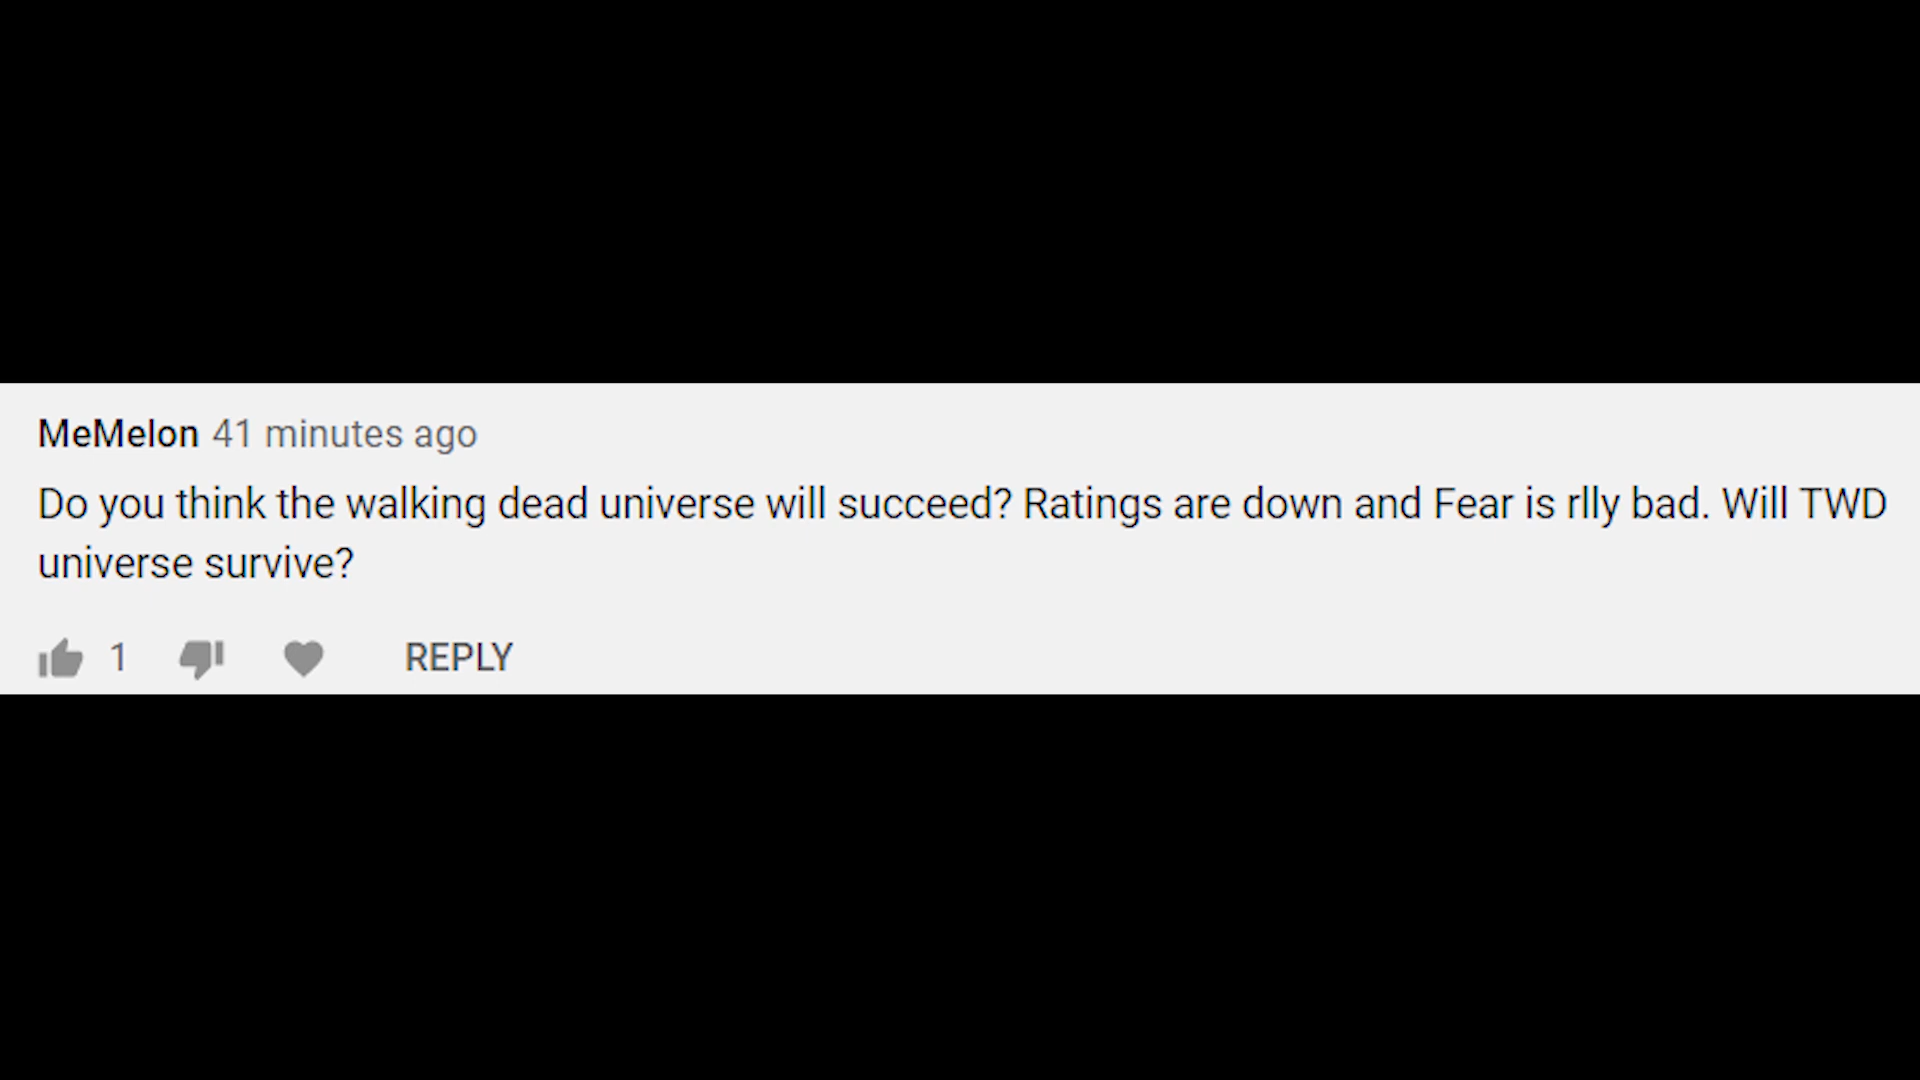 MeMelon 41 minutes ago
Do you think the walking dead universe will succeed? Ratings are down and Fear is rlly bad. Will TWD
universe survive?
1 REPLY